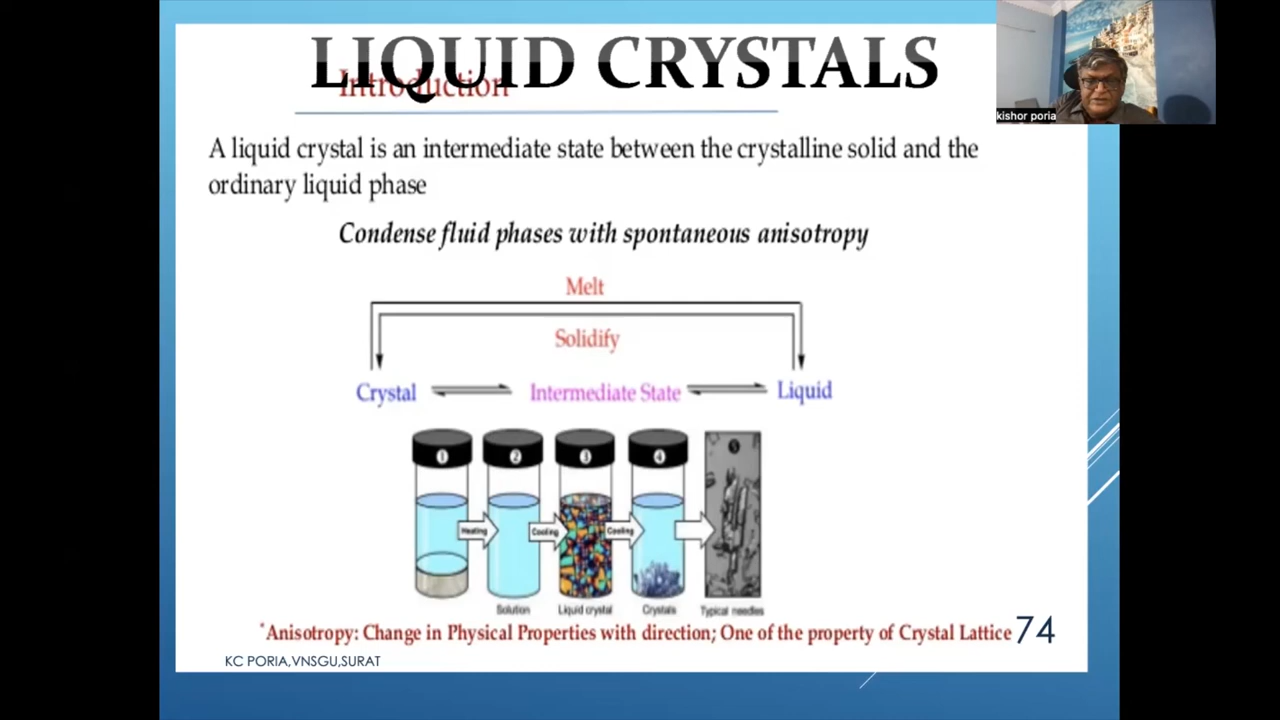 LIQUID CRYSTALS
Introduction
kishor poria
A liquid crystal is an intermediate state between the crystalline solid and the
ordinary liquid phase
Condense fluid phases with spontaneous anisotropy
Melt
Solidify
Crystal
Intermediate State
Liquid
1 2 3 4 5
Heating Cooling Cooling
Solution Liquid crystal Crystals Typical needles
*Anisotropy: Change in Physical Properties with direction; One of the property of Crystal Lattice
74
KC PORIA,VNSGU,SURAT